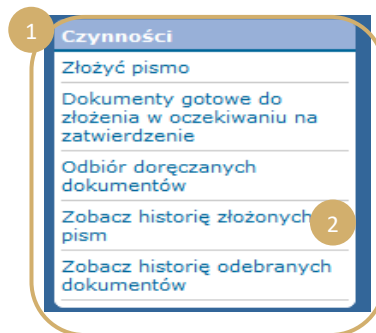 1
Czynności
Złożyć pismo
Dokumenty gotowe do
złożenia w oczekiwaniu na
zatwierdzenie
Odbiór doręczanych
dokumentów
Zobacz historię złożonych
2
pism
Zobacz historię odebranych
dokumentów